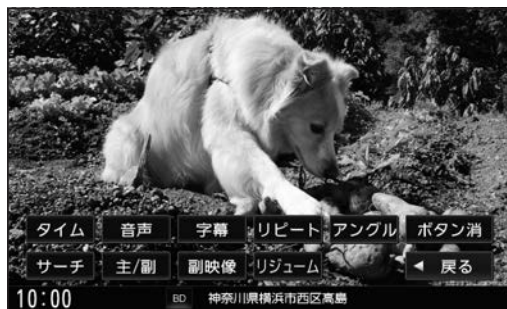 タイム 音声 字幕 リピート アングル ボタン消
サーチ 主/副 副映像 リジューム ◀ 戻る
10:00 BD 神奈川県横浜市西区高島